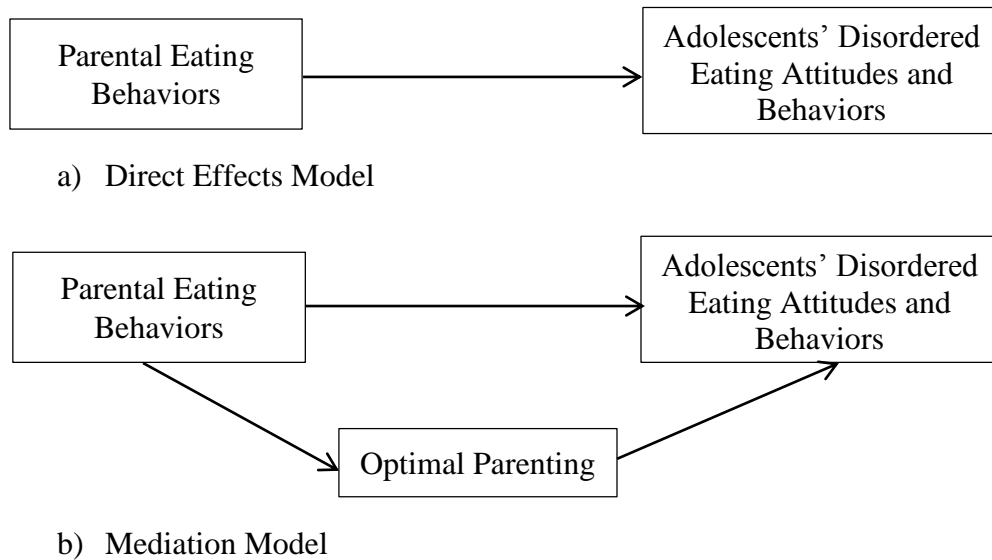 Parental Eating
Behaviors
Adolescents’ Disordered
Eating Attitudes and
Behaviors
a) Direct Effects Model
Parental Eating
Behaviors
Adolescents’ Disordered
Eating Attitudes and
Behaviors
Optimal Parenting
b) Mediation Model